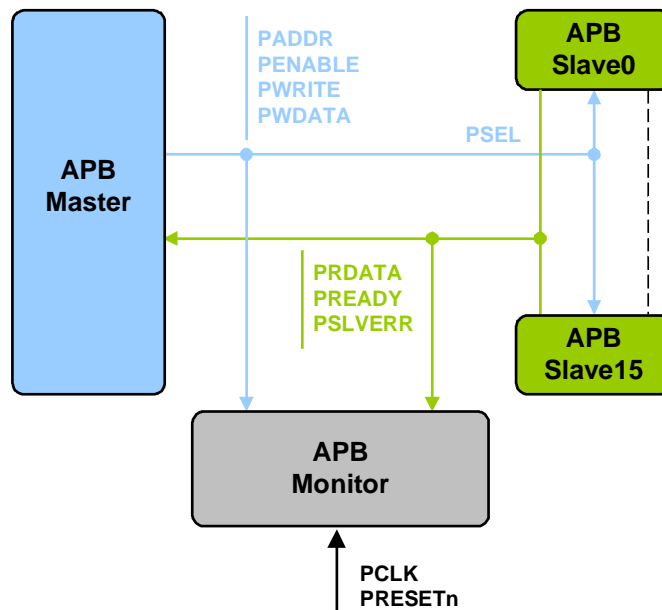 APB
Slave0
PADDR
PENABLE
PWRITE
PWDATA
PSEL
APB
Master
PRDATA
PREADY
PSLVERR
APB
Slave15
APB
Monitor
PCLK
PRESETn